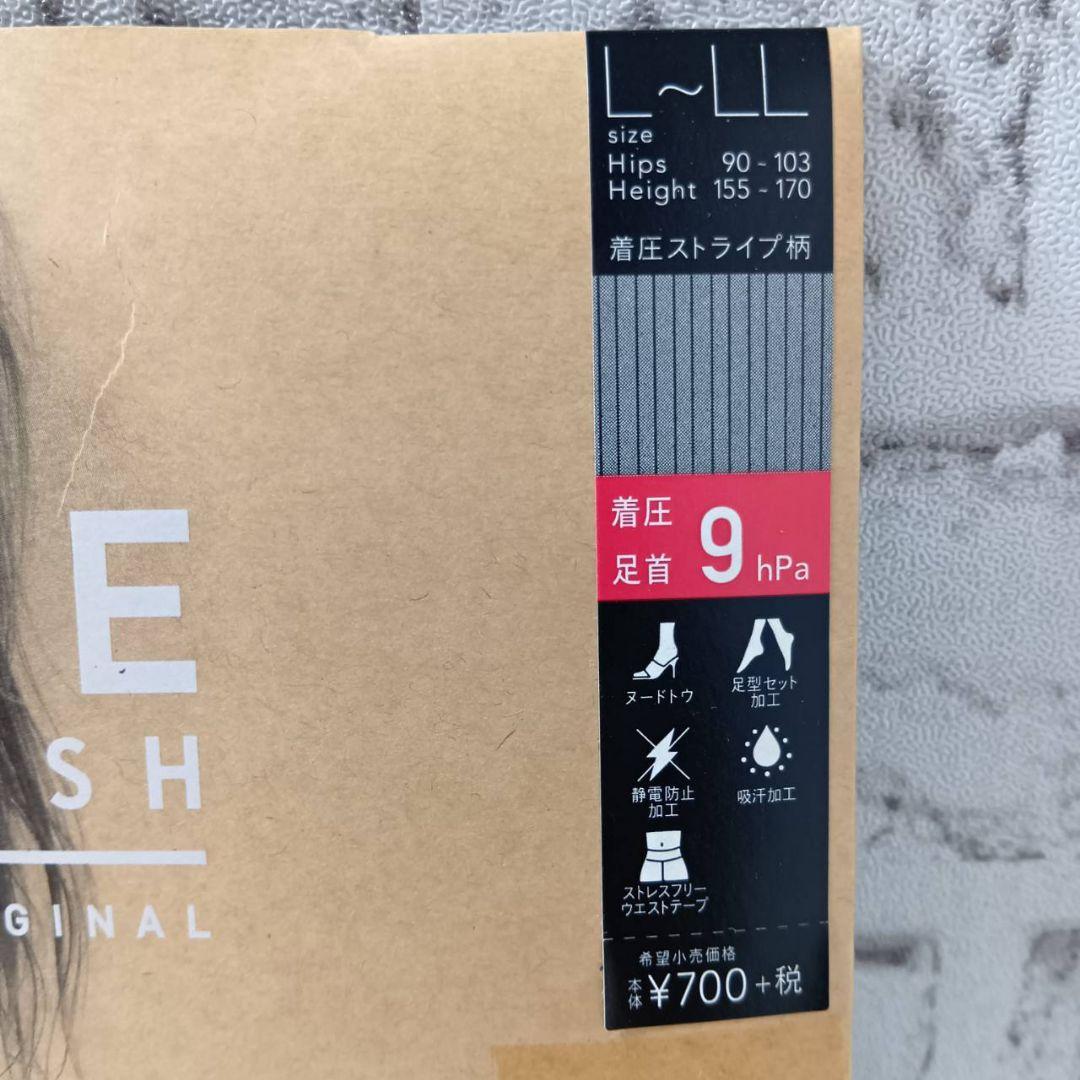 L~LL
size
Hips 90 - 103
Height 155 - 170
着圧ストライプ柄
着圧
足首 9 hPa
ヌードトウ
足型セット
加工
静電防止
加工
吸汗加工
ストレスフリー
ウエストテープ
希望小売価格
本体 ¥700+税
E
SH
GINAL